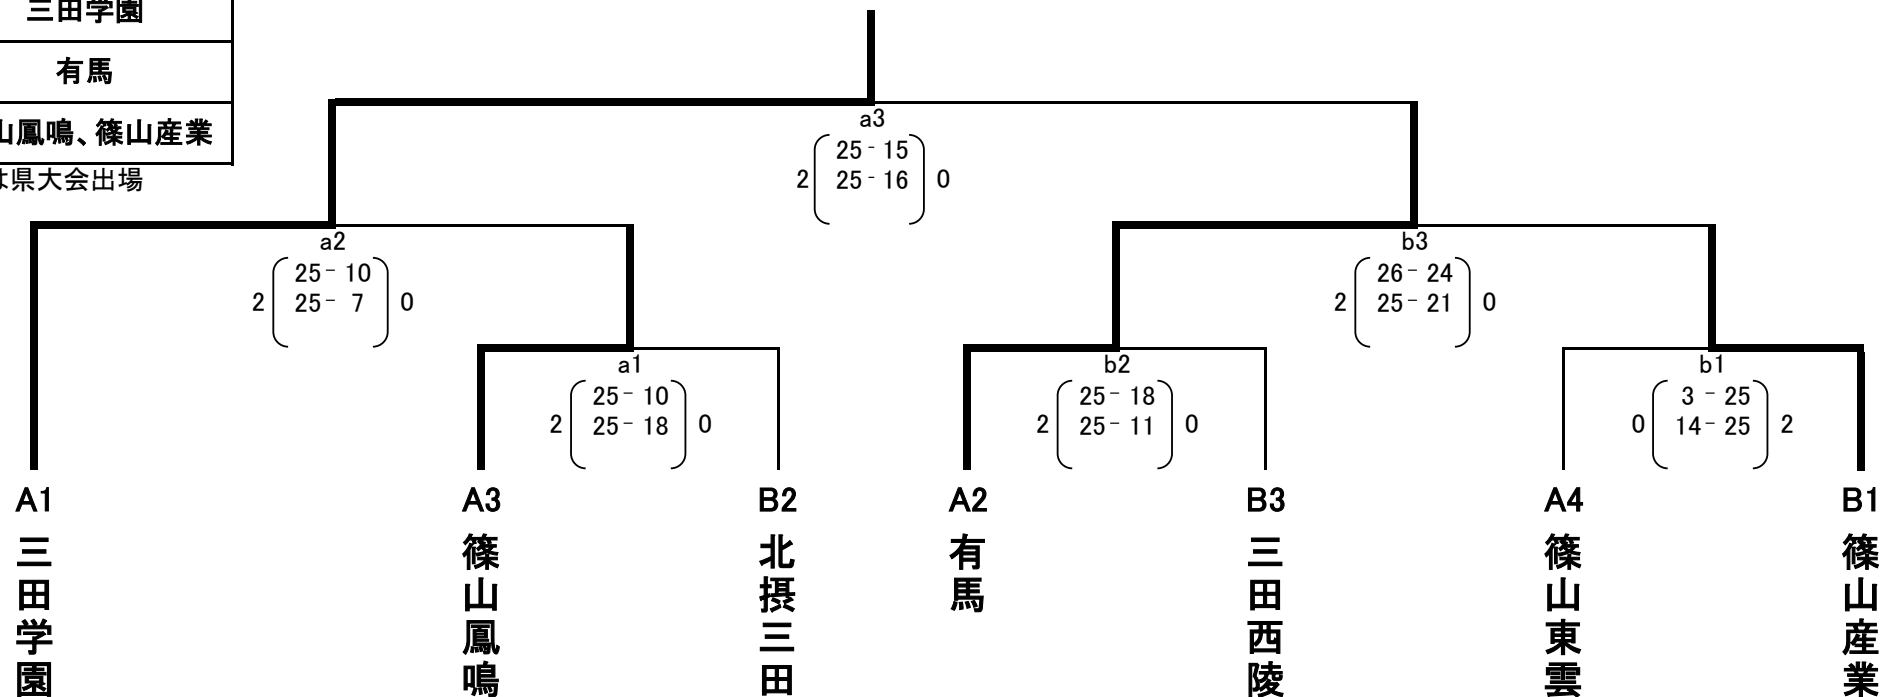 三田学園
有馬
山鳳鳴、篠山産業
は県大会出場
a3
25 - 15
2 25 - 16 0
a2
25 - 10
2 25 - 7 0
b3
26 - 24
2 25 - 21 0
a1
25 - 10
2 25 - 18 0
b2
25 - 18
2 25 - 11 0
b1
3 - 25
0 14 - 25 2
A1 A3 B2 A2 B3 A4 B1
三田学園
篠山鳳鳴
北摂三田
有馬
三田西陵
篠山東雲
篠山産業